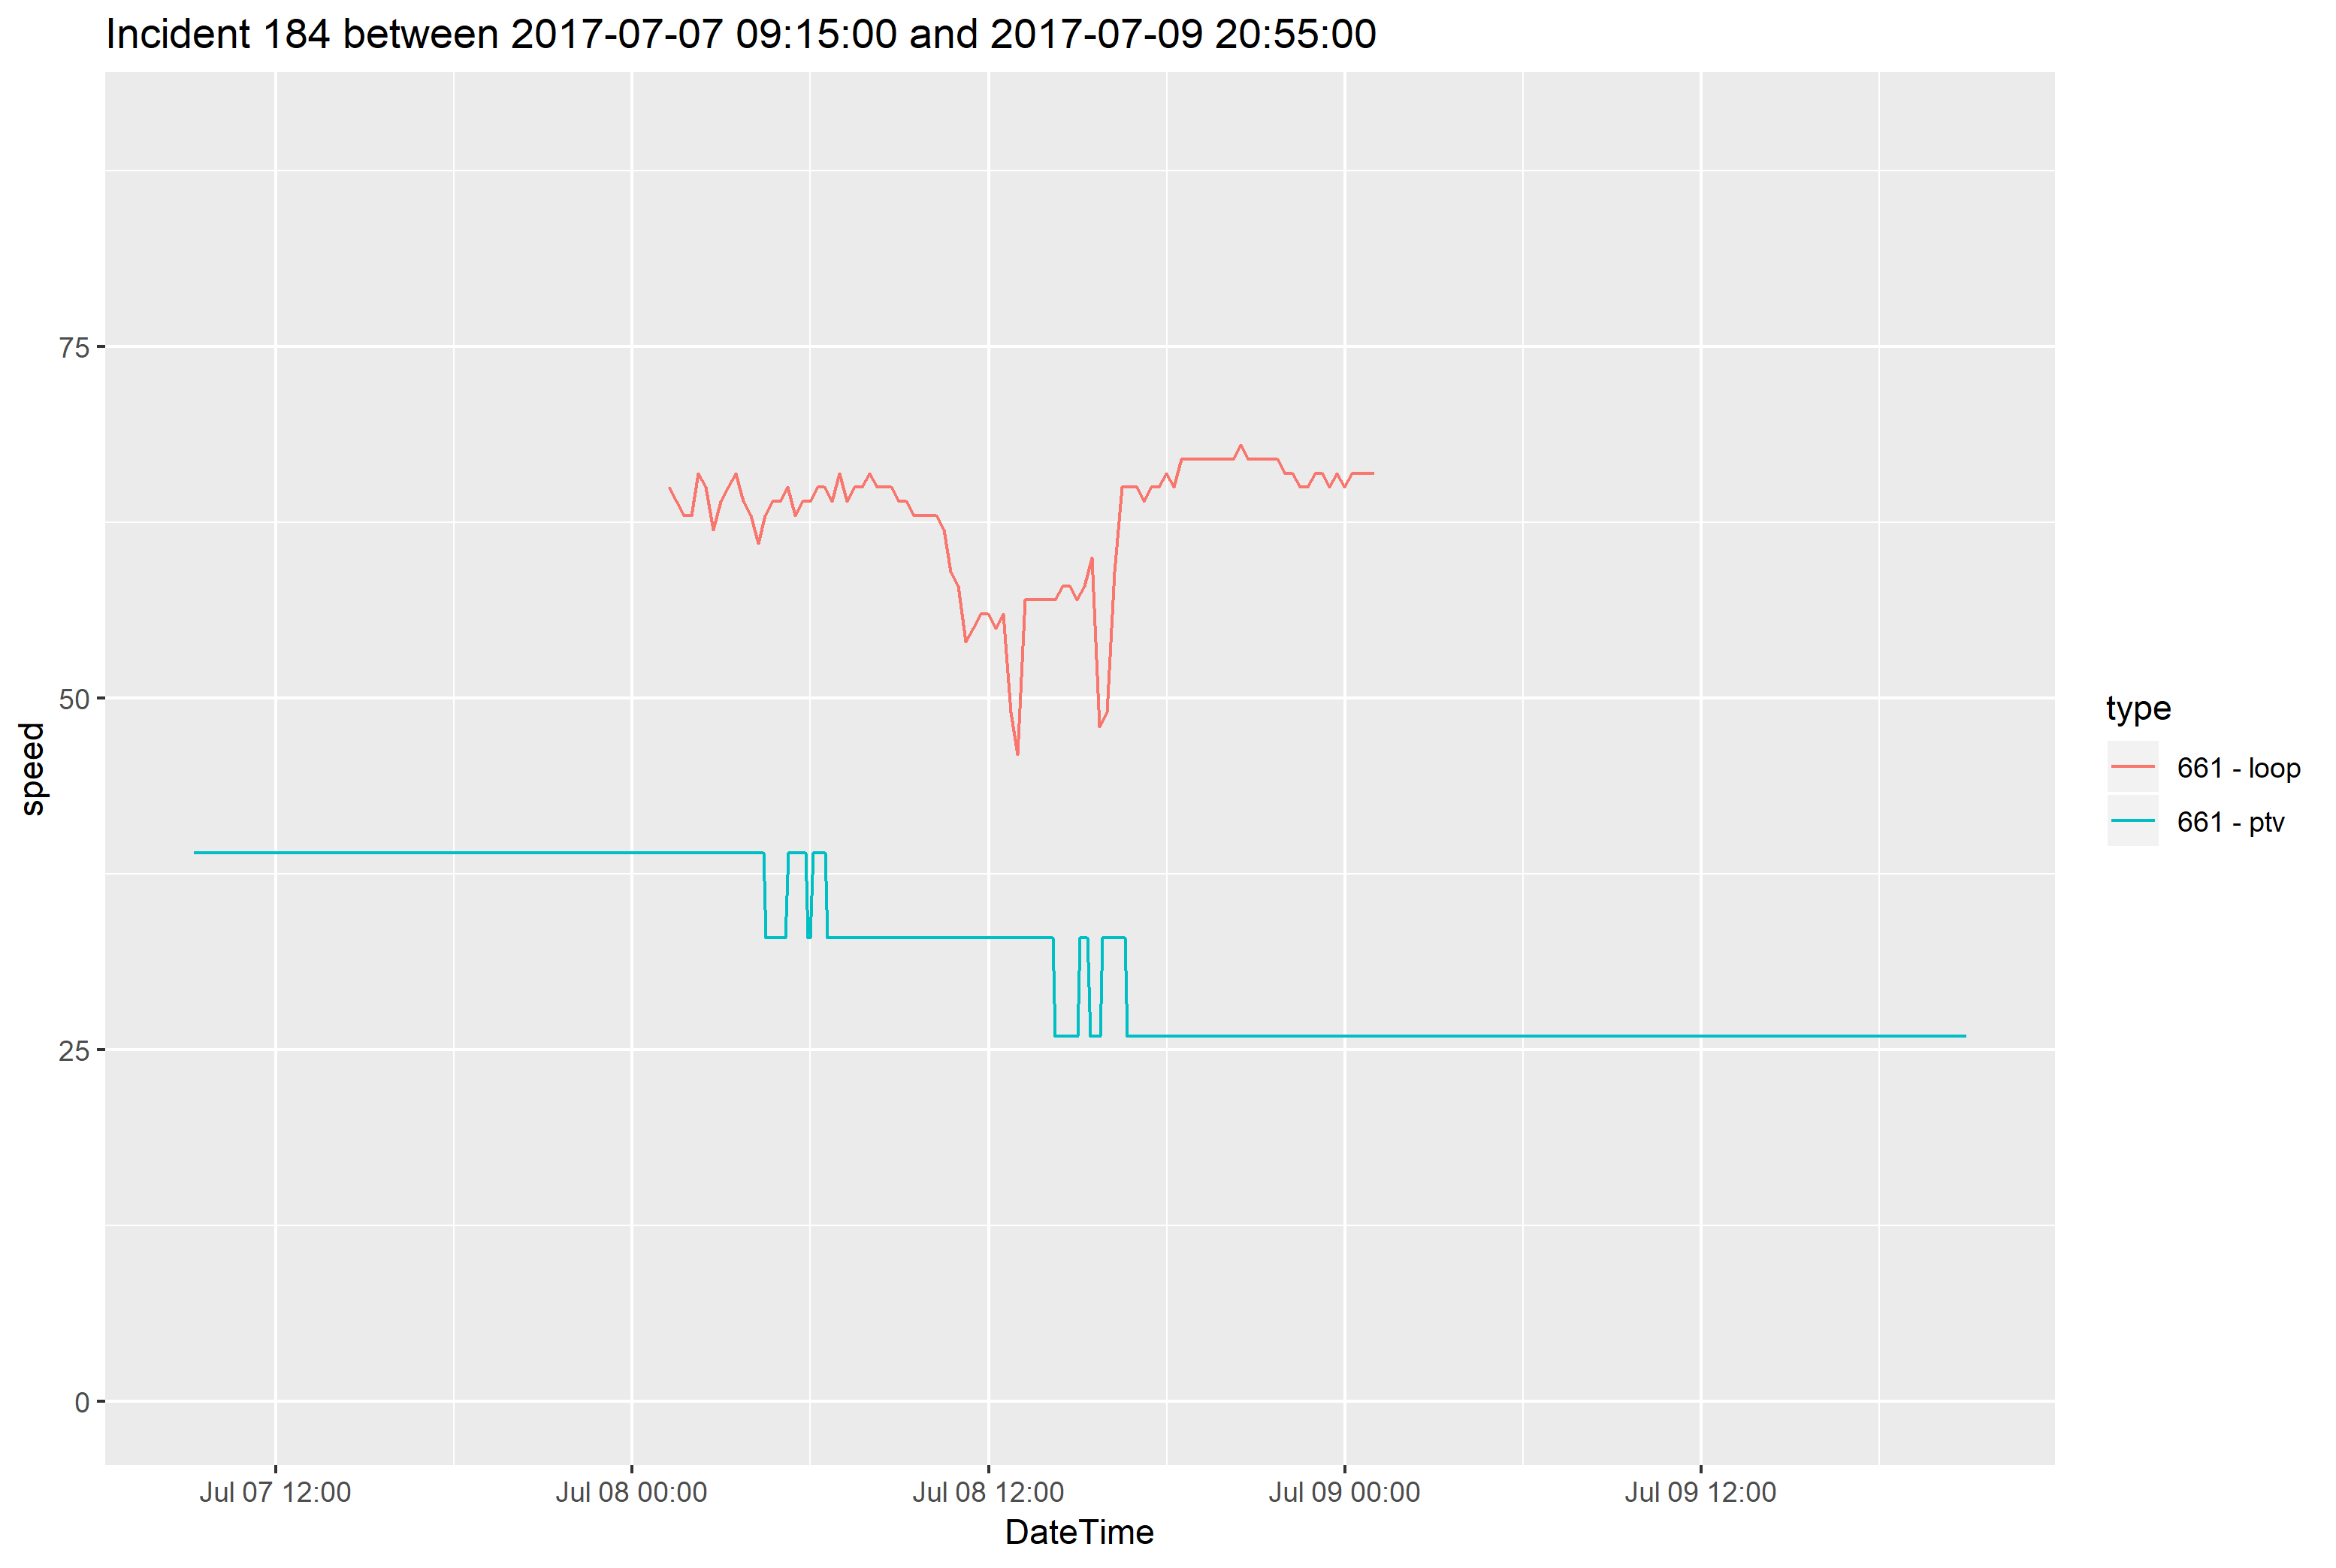 Incident 184 between 2017-07-07 09:15:00 and 2017-07-09 20:55:00
75
50
25
0
speed
Jul 07 12:00
Jul 08 00:00
Jul 08 12:00
Jul 09 00:00
Jul 09 12:00
DateTime
type
661 - loop
661 - ptv